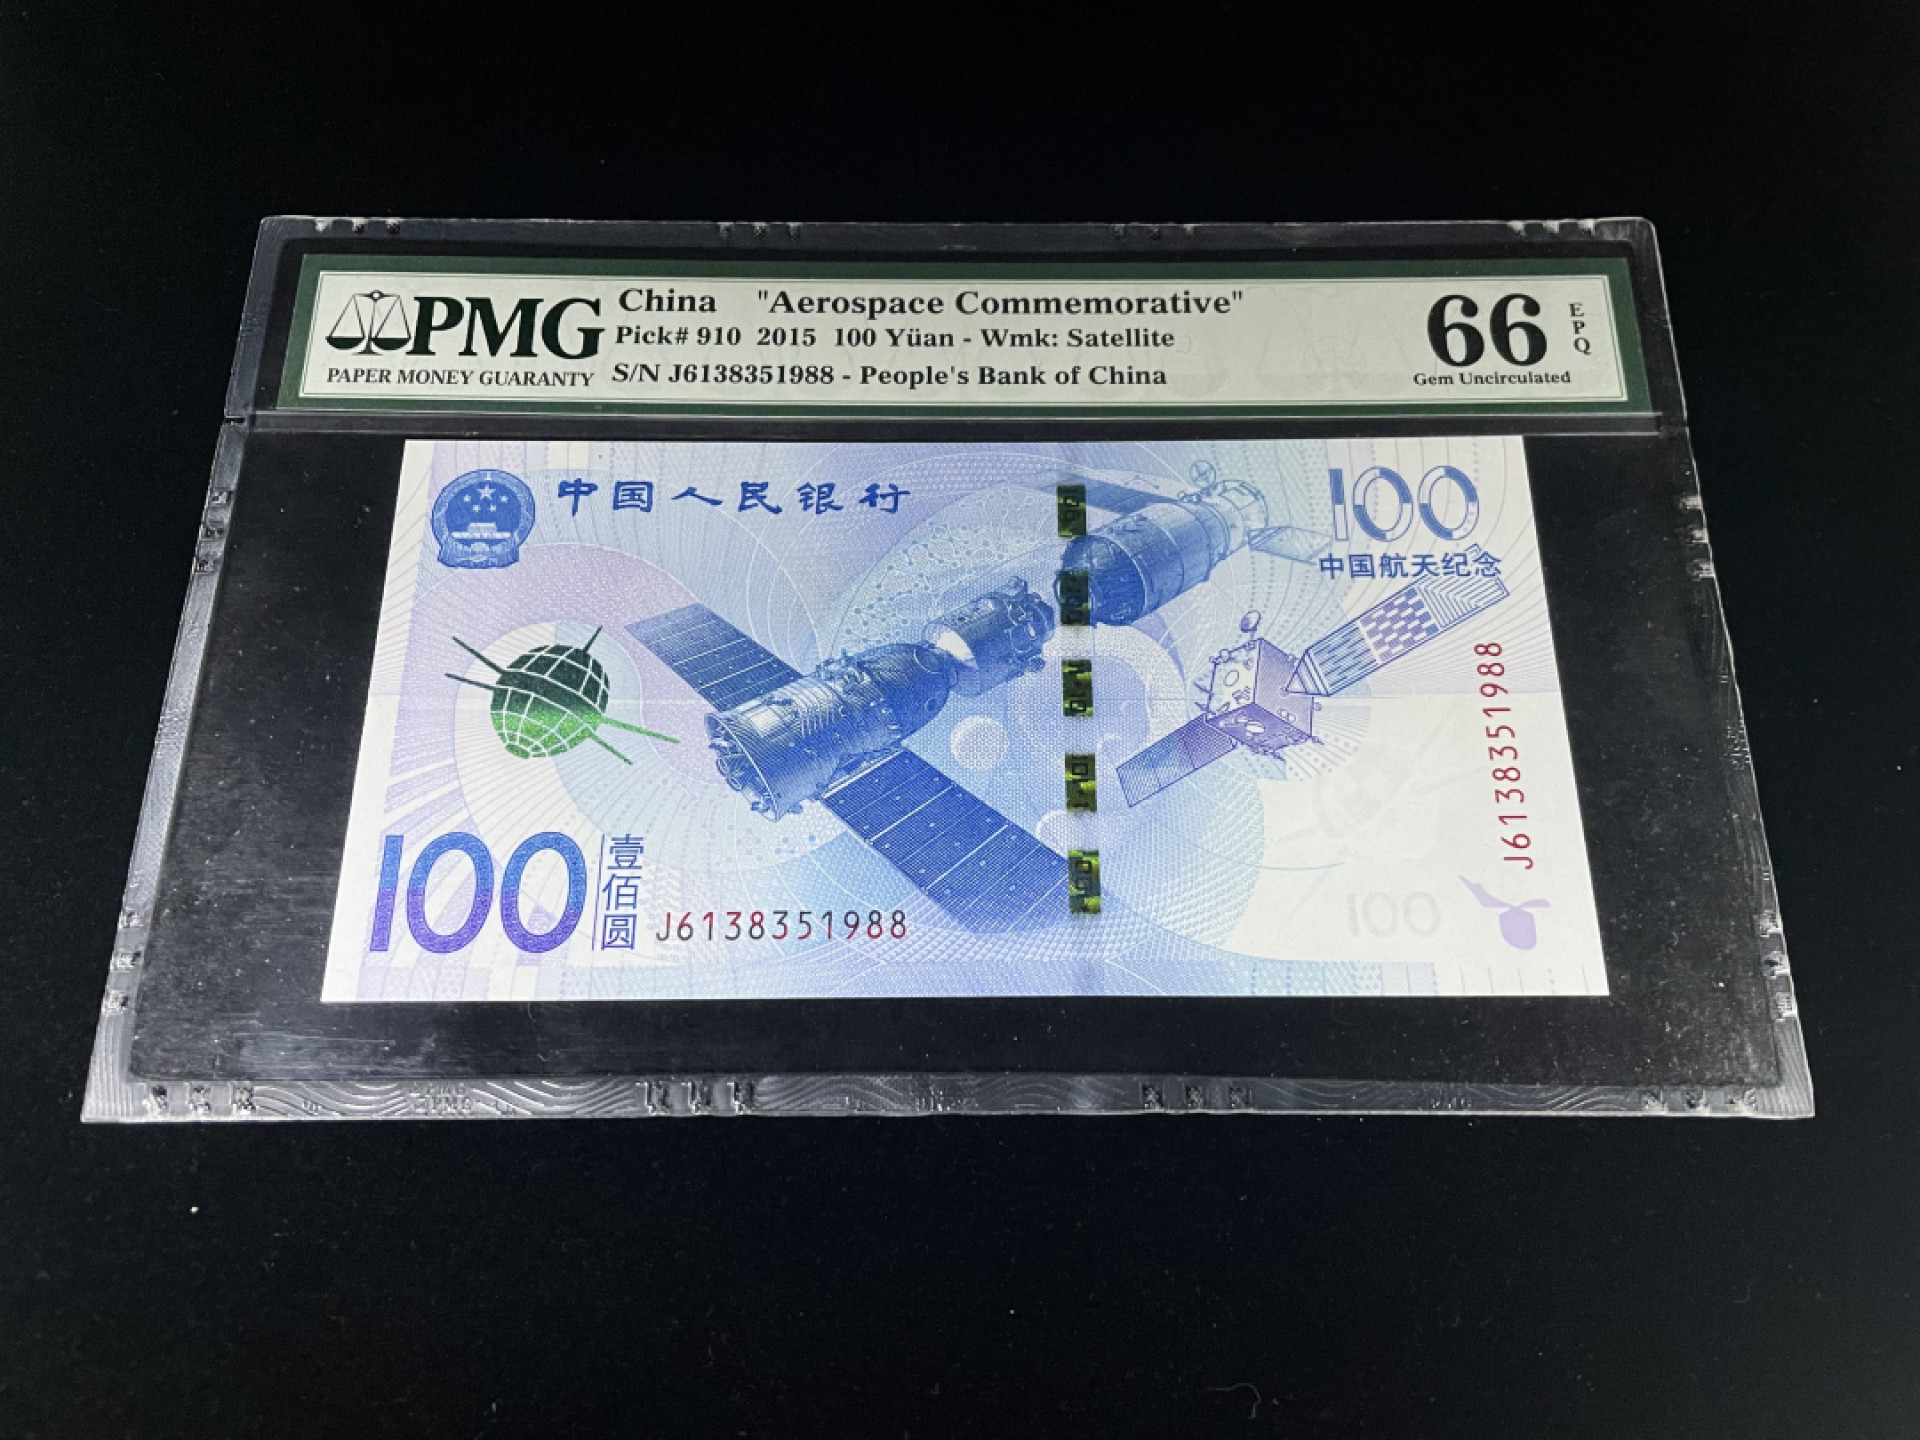 PMG
PAPER MONEY GUARANTY
China "Aerospace Commemorative"
Pick# 910 2015 100 Yüan - Wmk: Satellite
S/N J6138351988 - People's Bank of China
66
EPQ
Gem Uncirculated
中国人民银行
100
中国航天纪念
J6138351988
100
壹佰圆
J6138351988
100